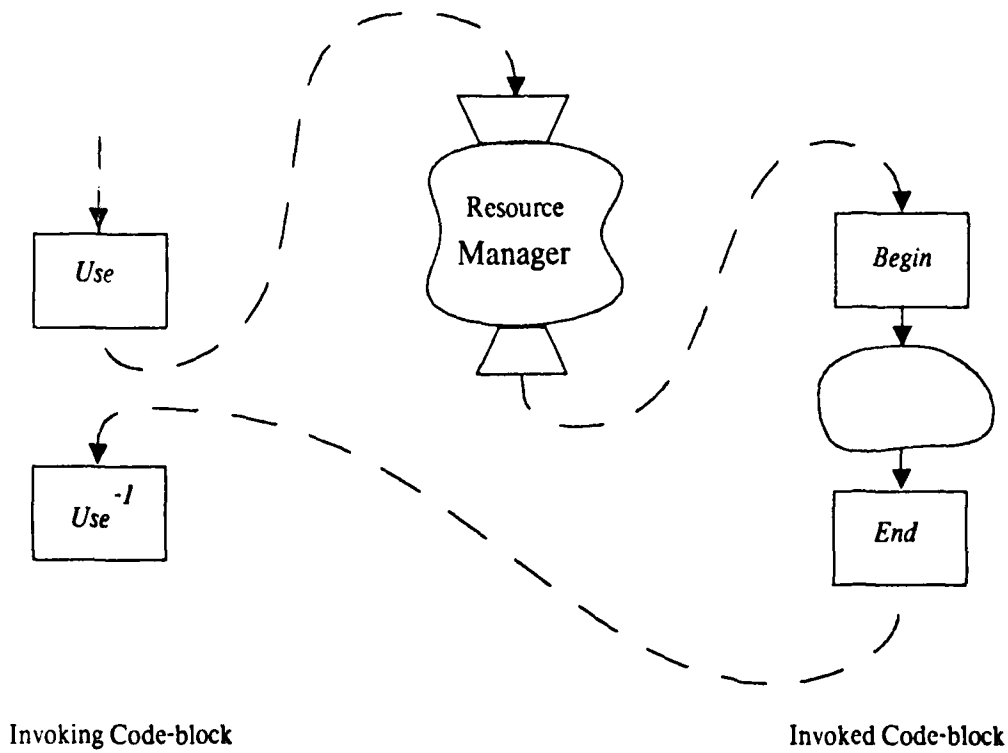 Use
Resource
Manager
Begin
Use -1
End
Invoking Code-block
Invoked Code-block